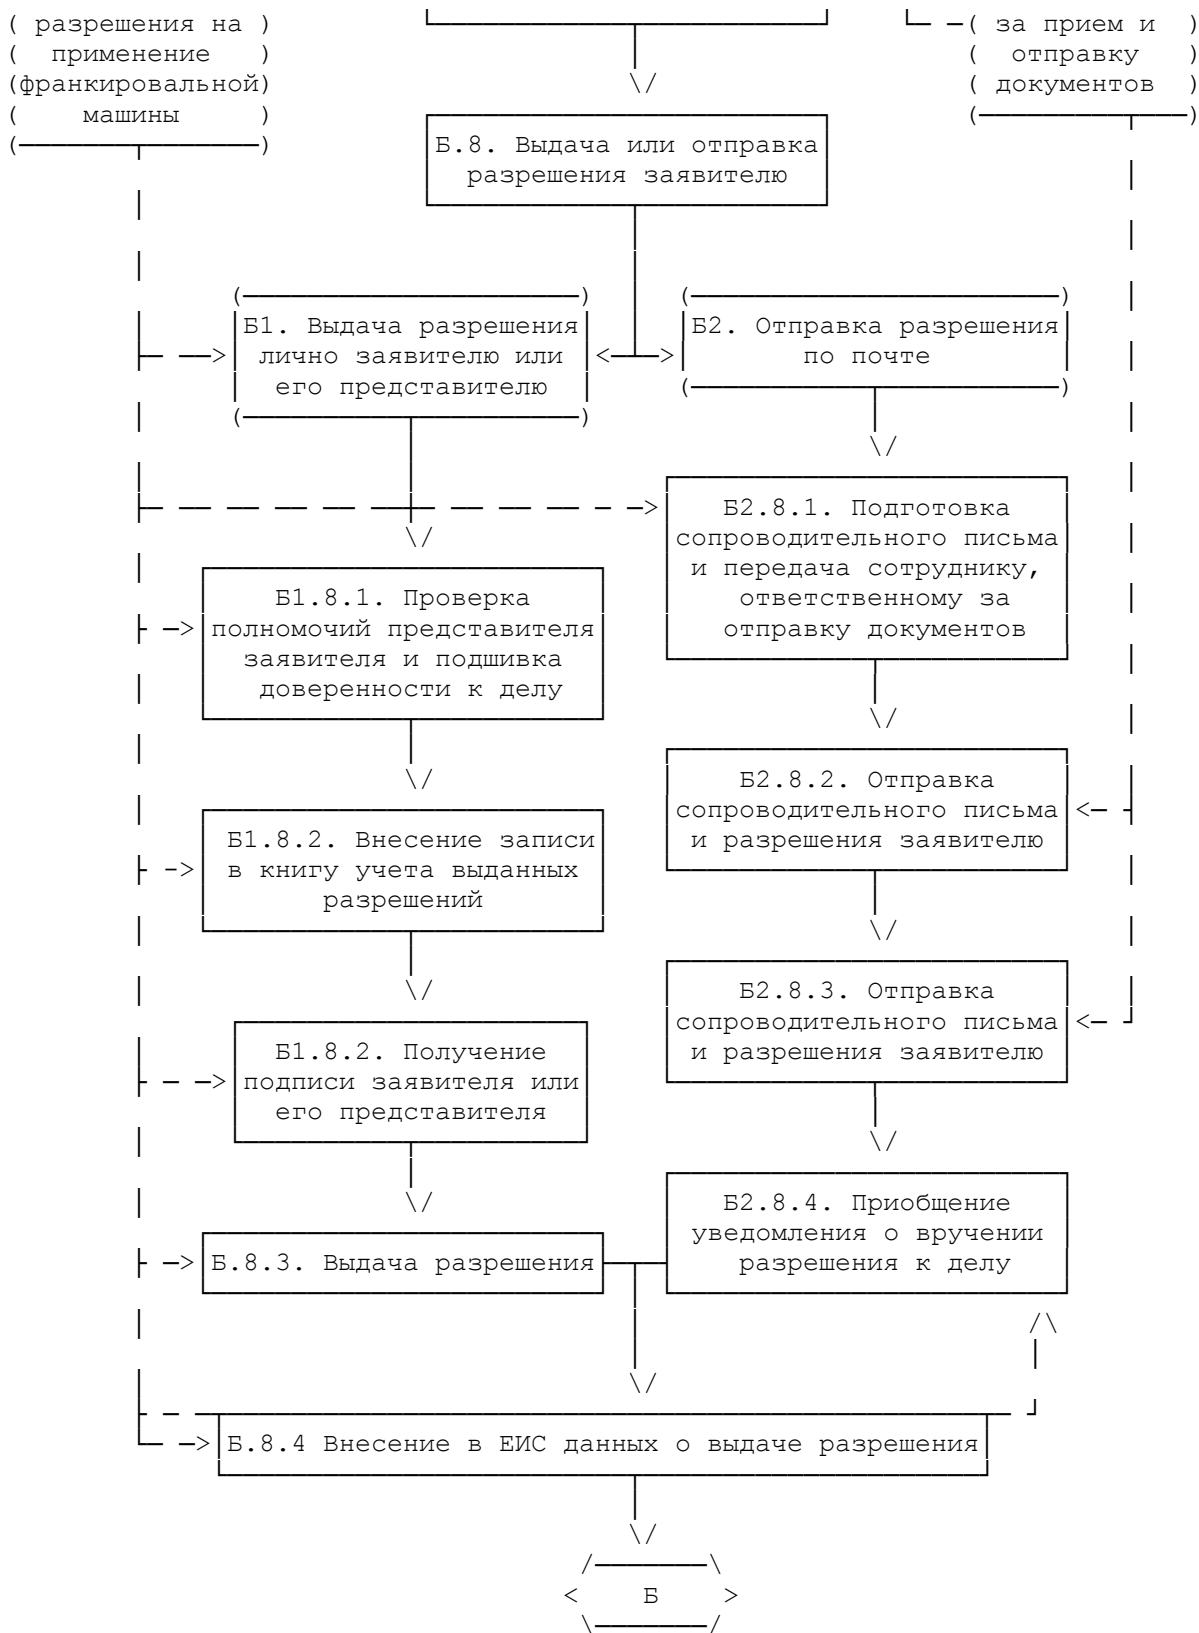 разрешения на
применение
франкировальной
машины
за прием и
отправку
документов
Б.8. Выдача или отправка
разрешения заявителю
Б1. Выдача разрешения
лично заявителю или
его представителю
Б2. Отправка разрешения
по почте
Б2.8.1. Подготовка
сопроводительного письма
и передача сотруднику,
ответственному за
отправку документов
Б1.8.1. Проверка
полномочий представителя
заявителя и подшивка
доверенности к делу
Б2.8.2. Отправка
сопроводительного письма
и разрешения заявителю
Б1.8.2. Внесение записи
в книгу учета выданных
разрешений
Б2.8.3. Отправка
сопроводительного письма
и разрешения заявителю
Б1.8.2. Получение
подписи заявителя или
его представителя
Б2.8.4. Приобщение
уведомления о вручении
разрешения к делу
Б.8.3. Выдача разрешения
Б.8.4 Внесение в ЕИС данных о выдаче разрешения
Б